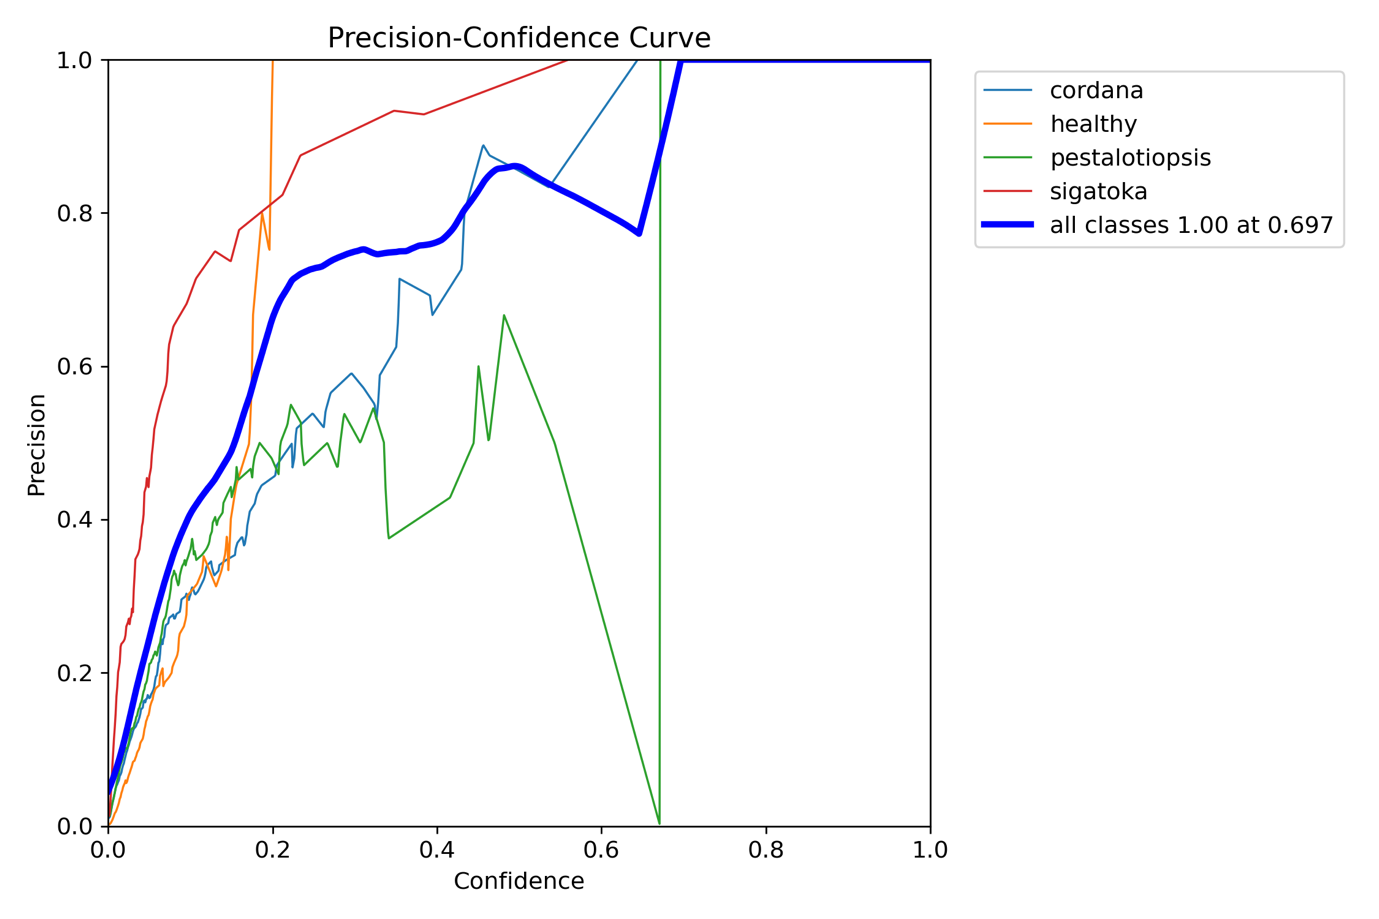 Precision-Confidence Curve
1.0
0.8
0.6
0.4
0.2
0.0
Precision
0.0 0.2 0.4 0.6 0.8 1.0
Confidence
cordana
healthy
pestalotiopsis
sigatoka
all classes 1.00 at 0.697